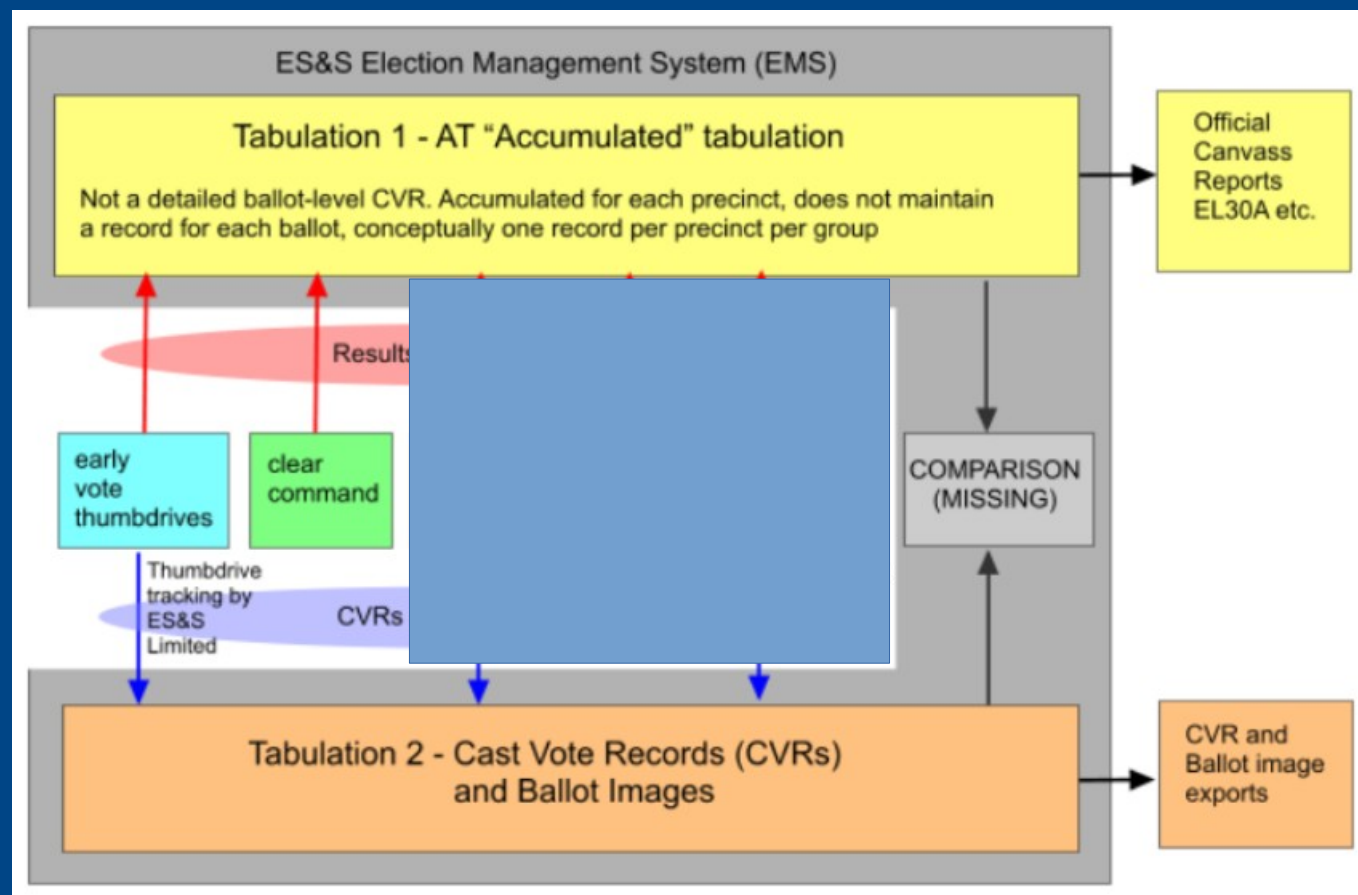 ES&S Election Management System (EMS)
Tabulation 1 - AT “Accumulated” tabulation
Not a detailed ballot-level CVR. Accumulated for each precinct, does not maintain
a record for each ballot, conceptually one record per precinct per group
Official
Canvass
Reports
EL30A etc.
Results
early
vote
thumbdrives
clear
command
COMPARISON
(MISSING)
Thumbdrive
tracking by
ES&S
Limited
CVRs
Tabulation 2 - Cast Vote Records (CVRs)
and Ballot Images
CVR and
Ballot image
exports